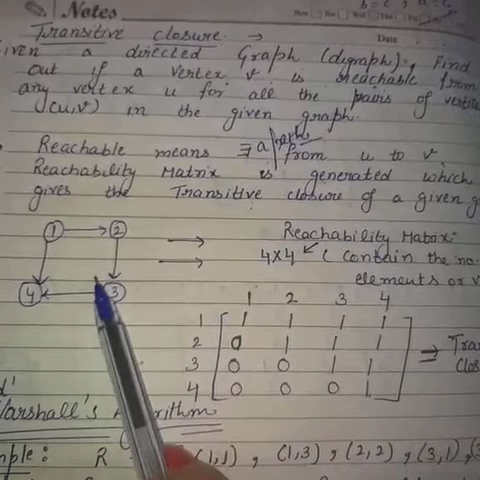 b = c, a = c
Notes
Date
Transitive closure →
Given a directed Graph (digraph), Find
out if a vertex v is reachable from
any vertex u for all the pairs of
(u,v) in the given graph.
Reachable means ∃ a path from u to v.
Reachability Matrix is generated which
gives the Transitive closure of a given
1 → 2
→ Reachability Matrix:
→ 4x4 ( contain the no.
elements or
4 3
1 2 3 4
1 1 1 1 1
2 0 1 1 1
3 0 0 1 1
4 0 0 0 1
⇒
Warshall's Algorithm
R (1,1), (1,3), (2,2), (3,1),